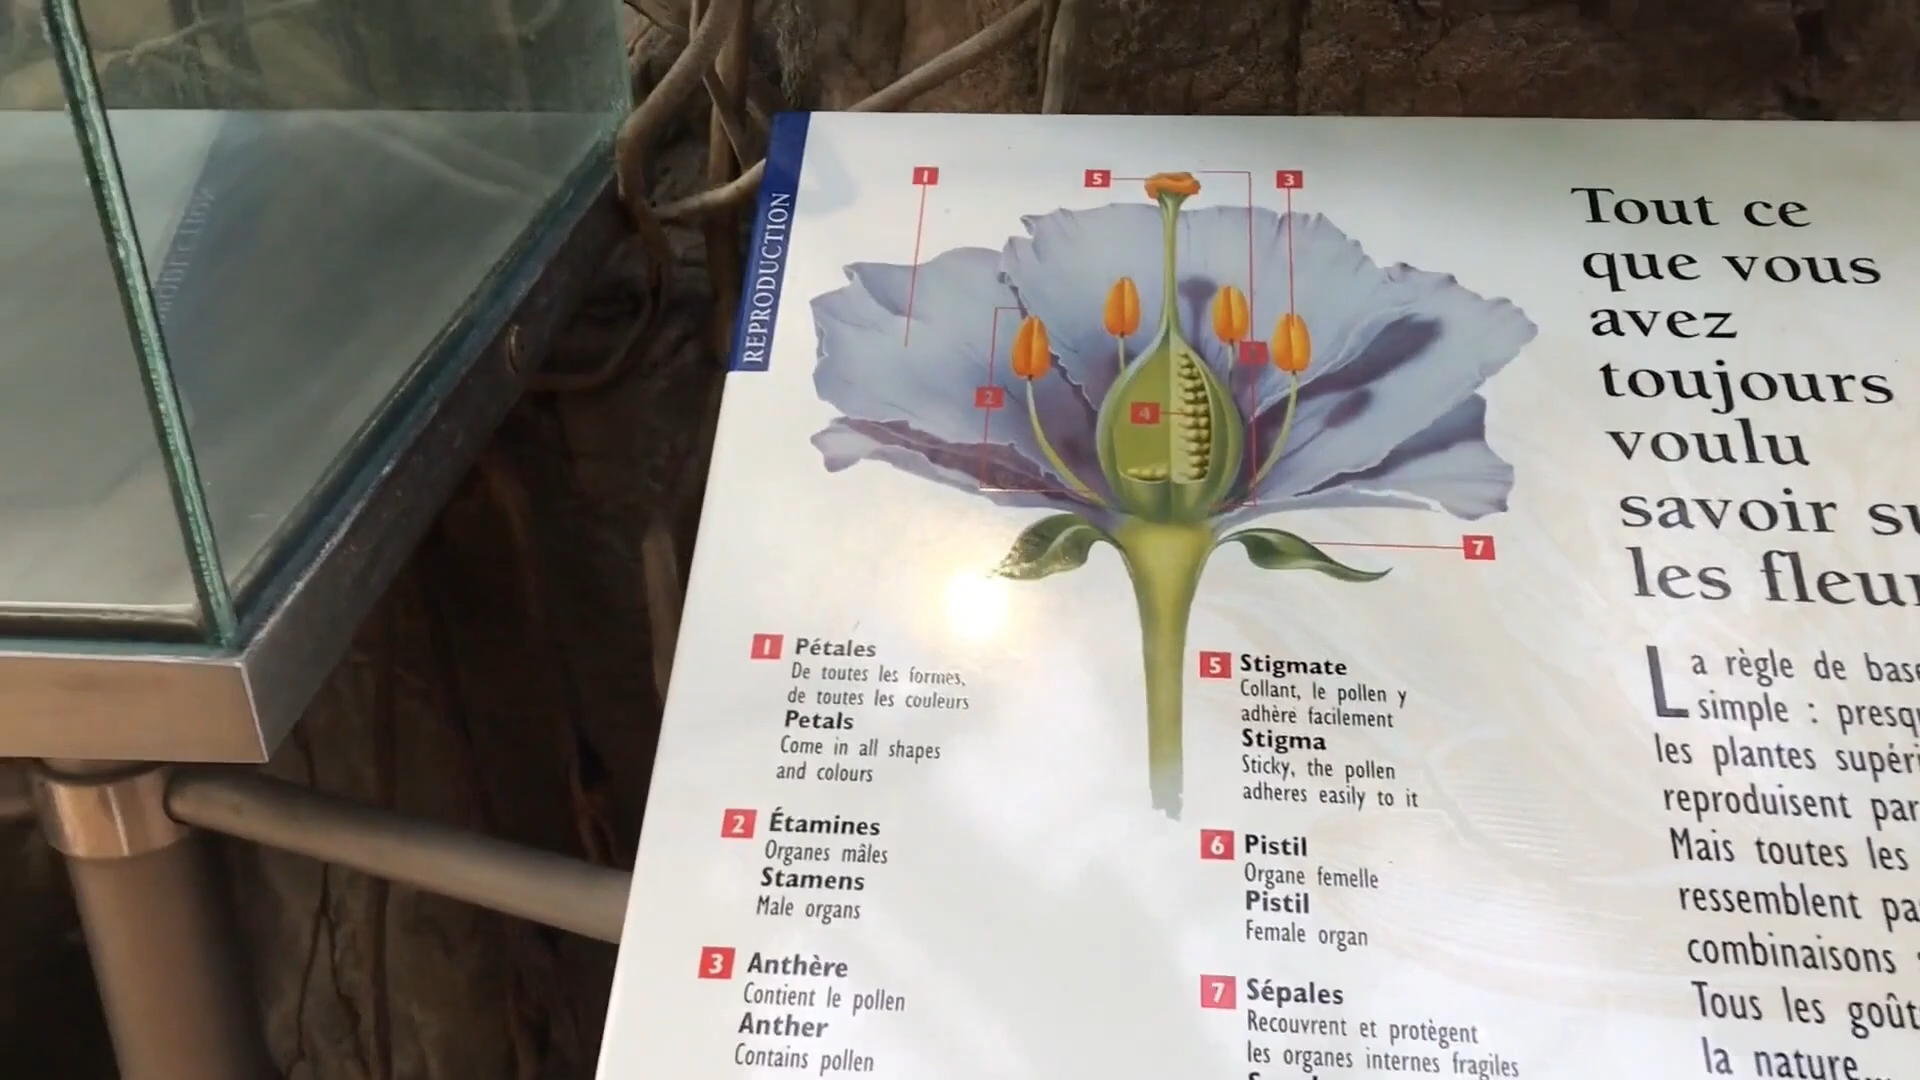 REPRODUCTION
1
5
3
2
4
7
Tout ce
que vous
avez
toujours
voulu
savoir
les
1 Pétales
De toutes les formes,
de toutes les couleurs
Petals
Come in all shapes
and colours
2 Étamines
Organes mâles
Stamens
Male organs
3 Anthère
Contient le pollen
Anther
Contains pollen
5 Stigmate
Collant, le pollen y
adhère facilement
Stigma
Sticky, the pollen
adheres easily to it
6 Pistil
Organe femelle
Pistil
Female organ
7 Sépales
Recouvrent et protègent
les organes internes fragiles
La règle de
simple :
les plantes
reproduisent par
Mais toutes les
ressemblent
combinaisons
Tous les
la nature...